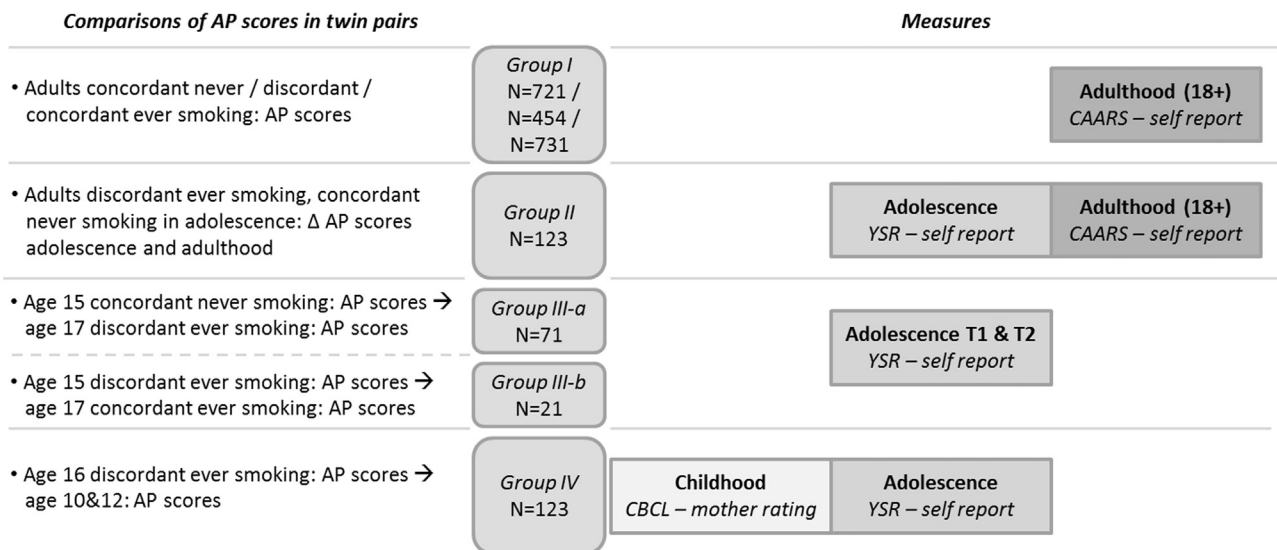 Comparisons of AP scores in twin pairs
Measures
• Adults concordant never / discordant /
concordant ever smoking: AP scores
Group I
N=721 /
N=454 /
N=731
Adulthood (18+)
CAARS – self report
• Adults discordant ever smoking, concordant
never smoking in adolescence: Δ AP scores
adolescence and adulthood
Group II
N=123
Adolescence
YSR – self report
Adulthood (18+)
CAARS – self report
• Age 15 concordant never smoking: AP scores →
age 17 discordant ever smoking: AP scores
Group III-a
N=71
Adolescence T1 & T2
YSR – self report
• Age 15 discordant ever smoking: AP scores →
age 17 concordant ever smoking: AP scores
Group III-b
N=21
• Age 16 discordant ever smoking: AP scores →
age 10&12: AP scores
Group IV
N=123
Childhood
CBCL – mother rating
Adolescence
YSR – self report